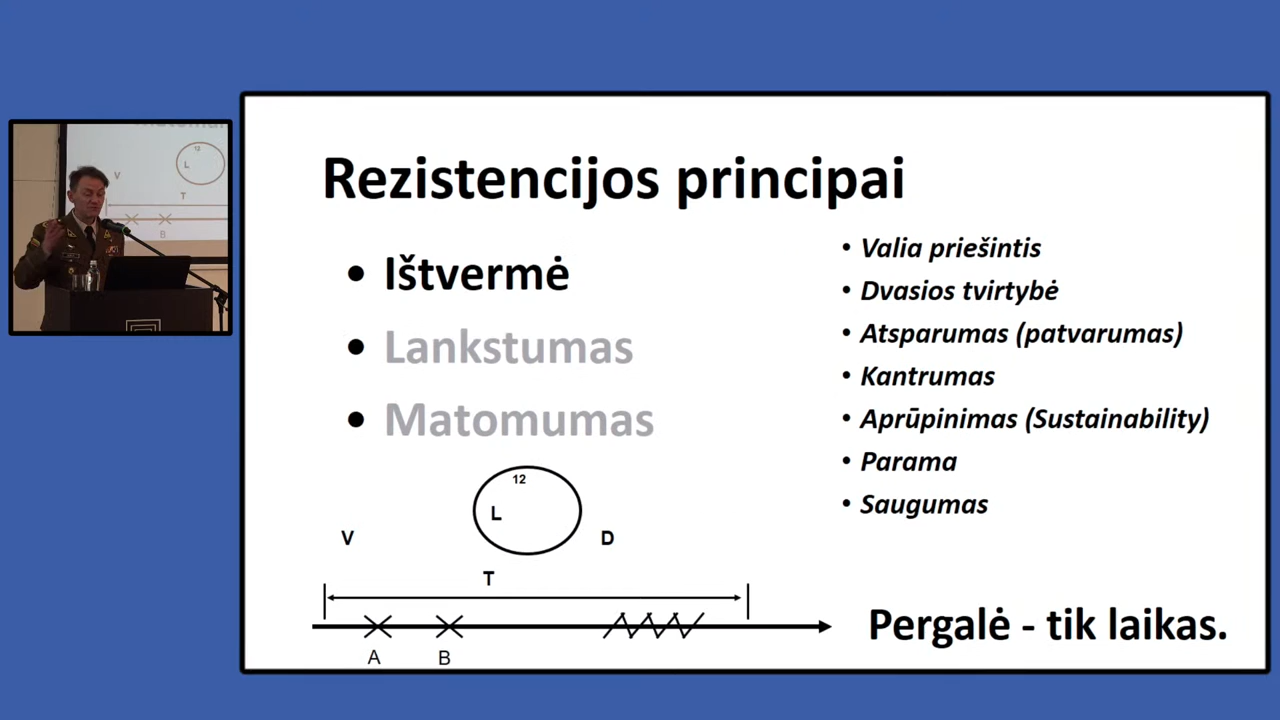 Rezistencijos principai
• Ištvermė
• Lankstumas
• Matomumas
• Valia priešintis
• Dvasios tvirtybė
• Atsparumas (patvarumas)
• Kantrumas
• Aprūpinimas (Sustainability)
• Parama
• Saugumas
12
L
V
D
T
A
B
Pergalė - tik laikas.
V
12
L
T
B